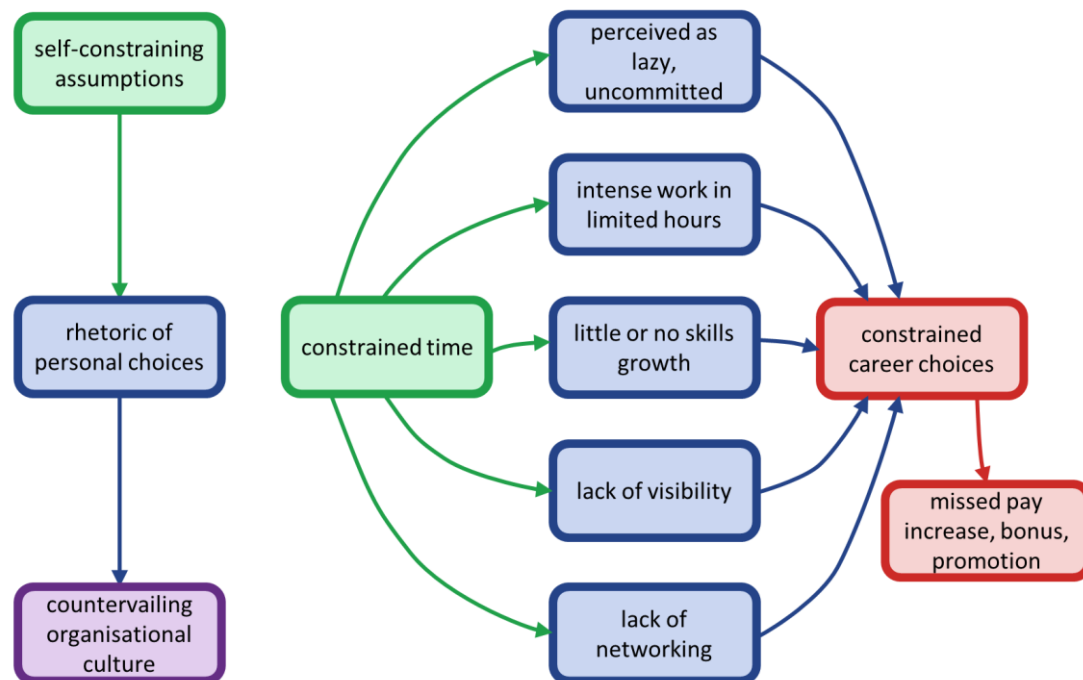 self-constraining
assumptions
rhetoric of
personal choices
countervailing
organisational
culture
constrained time
perceived as
lazy,
uncommitted
intense work in
limited hours
little or no skills
growth
lack of visibility
lack of
networking
constrained
career choices
missed pay
increase, bonus,
promotion